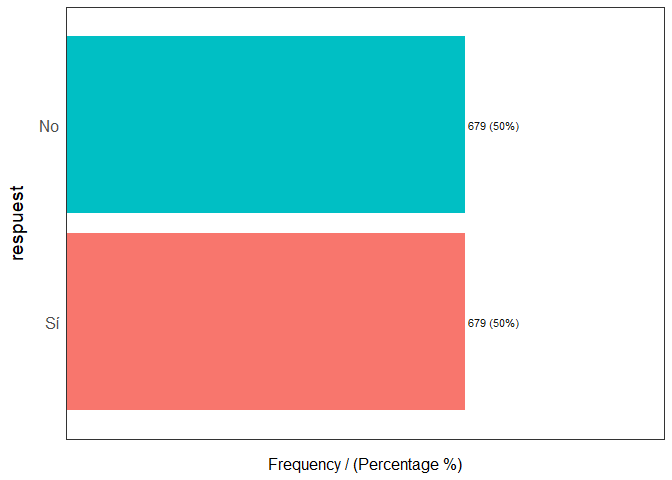 No
679 (50%)
respuest
Sí
679 (50%)
Frequency / (Percentage %)